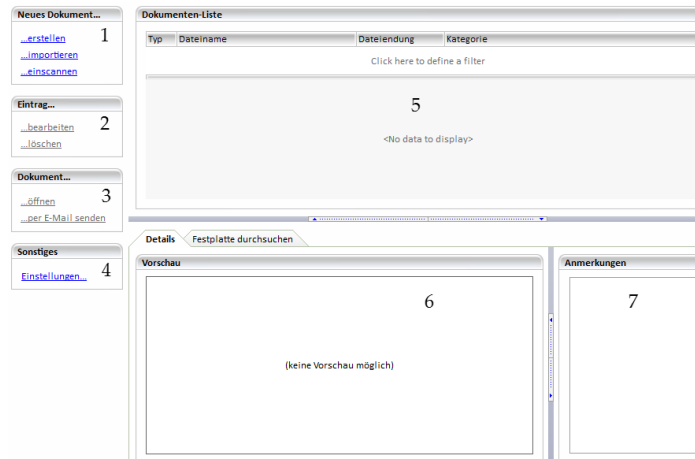 Neues Dokument...
1
...erstellen
...importieren
...einscannen
Eintrag...
2
...bearbeiten
...löschen
Dokument...
3
...öffnen
...per E-Mail senden
Sonstiges
4
Einstellungen...
Dokumenten-Liste
Typ Dateiname Dateiendung Kategorie
Click here to define a filter
5
<No data to display>
Details Festplatte durchsuchen
Vorschau
6
(keine Vorschau möglich)
Anmerkungen
7